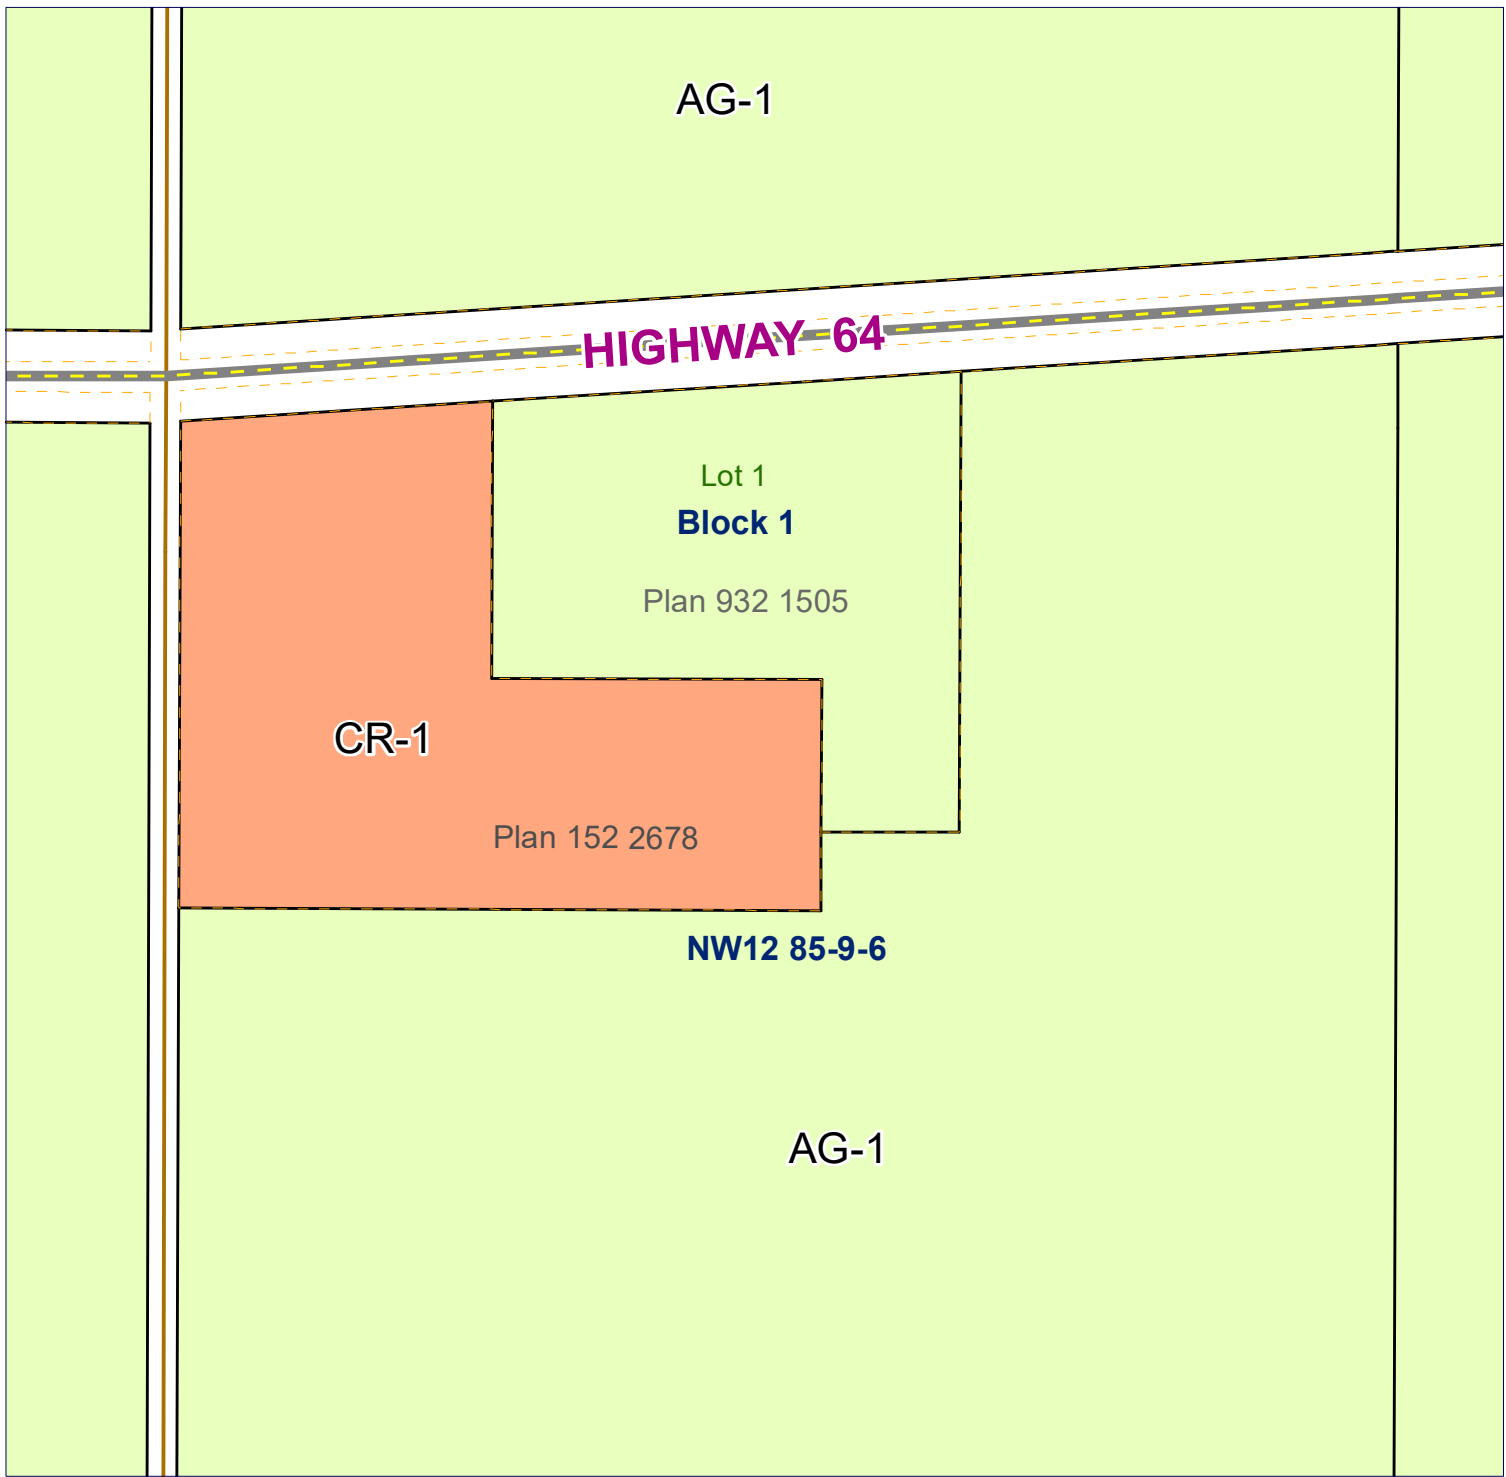 AG-1
HIGHWAY 64
Lot 1
Block 1
Plan 932 1505
CR-1
Plan 152 2678
NW12 85-9-6
AG-1